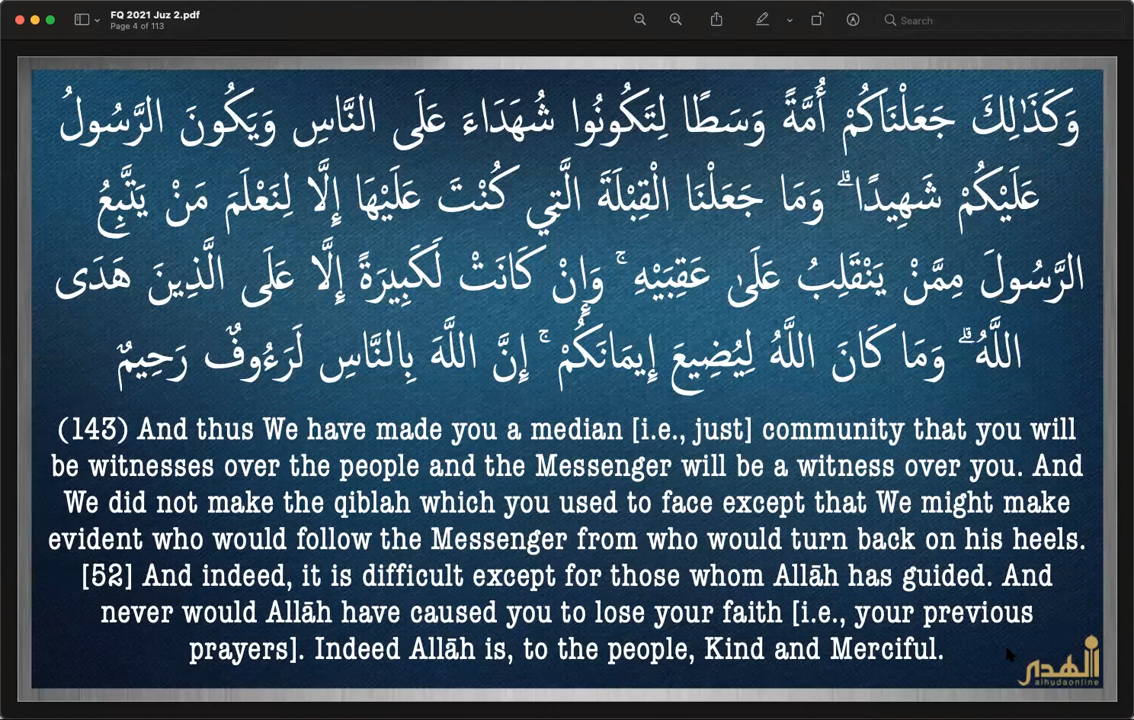 FQ 2021 Juz 2.pdf
Page 4 of 113
Search
وَكَذَٰلِكَ جَعَلْنَاكُمْ أُمَّةً وَسَطًا لِتَكُونُوا شُهَدَاءَ عَلَى النَّاسِ وَيَكُونَ الرَّسُولُ
عَلَيْكُمْ شَهِيدًا ۗ وَمَا جَعَلْنَا الْقِبْلَةَ الَّتِي كُنْتَ عَلَيْهَا إِلَّا لِنَعْلَمَ مَنْ يَتَّبِعُ
الرَّسُولَ مِمَّنْ يَنْقَلِبُ عَلَىٰ عَقِبَيْهِ ۚ وَإِنْ كَانَتْ لَكَبِيرَةً إِلَّا عَلَى الَّذِينَ هَدَى
اللَّهُ ۗ وَمَا كَانَ اللَّهُ لِيُضِيعَ إِيمَانَكُمْ ۚ إِنَّ اللَّهَ بِالنَّاسِ لَرَءُوفٌ رَحِيمٌ
(143) And thus We have made you a median [i.e., just] community that you will
be witnesses over the people and the Messenger will be a witness over you. And
We did not make the qiblah which you used to face except that We might make
evident who would follow the Messenger from who would turn back on his heels.
[52] And indeed, it is difficult except for those whom Allāh has guided. And
never would Allāh have caused you to lose your faith [i.e., your previous
prayers]. Indeed Allāh is, to the people, Kind and Merciful.
الهدى
alhudaonline